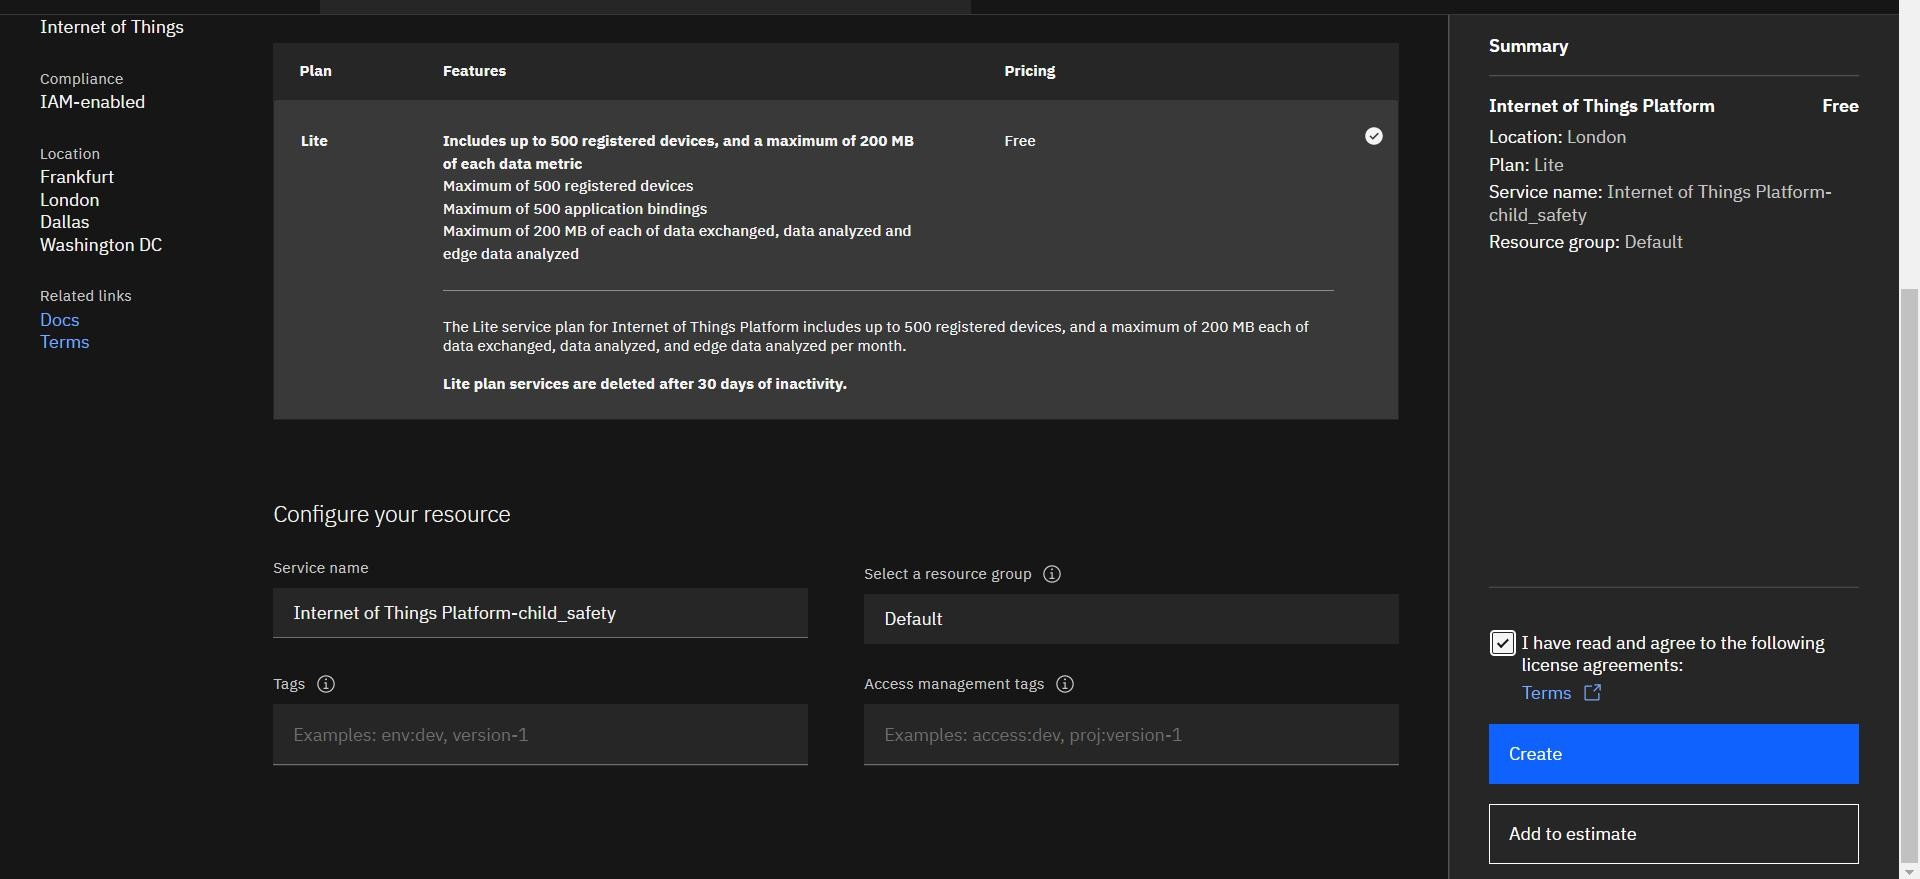 Internet of Things
Compliance
IAM-enabled
Location
Frankfurt
London
Dallas
Washington DC
Related links
Docs
Terms
Plan Features Pricing
Lite Includes up to 500 registered devices, and a maximum of 200 MB Free
of each data metric
Maximum of 500 registered devices
Maximum of 500 application bindings
Maximum of 200 MB of each of data exchanged, data analyzed and
edge data analyzed
The Lite service plan for Internet of Things Platform includes up to 500 registered devices, and a maximum of 200 MB each of
data exchanged, data analyzed, and edge data analyzed per month.
Lite plan services are deleted after 30 days of inactivity.
Configure your resource
Service name
Internet of Things Platform-child_safety
Select a resource group
Default
Tags
Examples: env:dev, version-1
Access management tags
Examples: access:dev, proj:version-1
Summary
Internet of Things Platform Free
Location: London
Plan: Lite
Service name: Internet of Things Platform-
child_safety
Resource group: Default
I have read and agree to the following
license agreements:
Terms
Create
Add to estimate